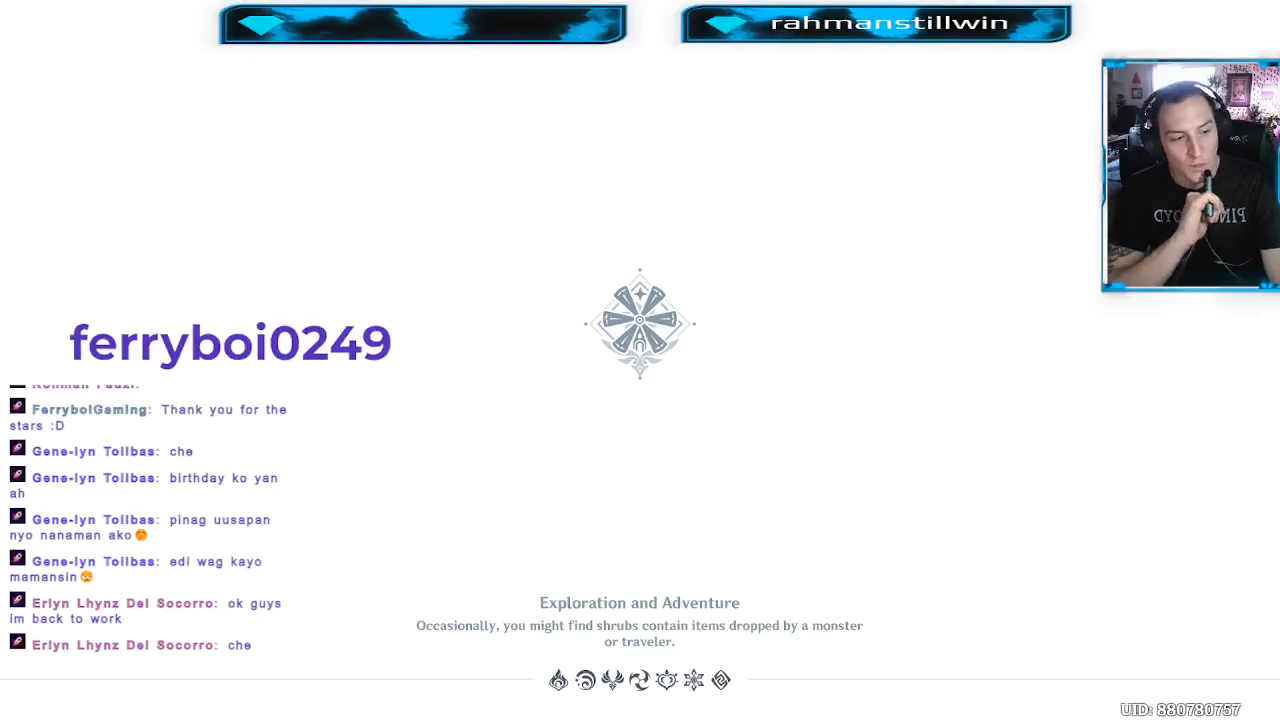 rahmanstillwin
ferryboi0249
FerryboiGaming: Thank you for the
stars :D
Gene-lyn Tolibas: che
Gene-lyn Tolibas: birthday ko yan
ah
Gene-lyn Tolibas: pinag uusapan
nyo nanaman ako
Gene-lyn Tolibas: edi wag kayo
mamansin
Erlyn Lhynz Del Socorro: ok guys
im back to work
Erlyn Lhynz Del Socorro: che
Exploration and Adventure
Occasionally, you might find shrubs contain items dropped by a monster
or traveler.
UID: 880780757